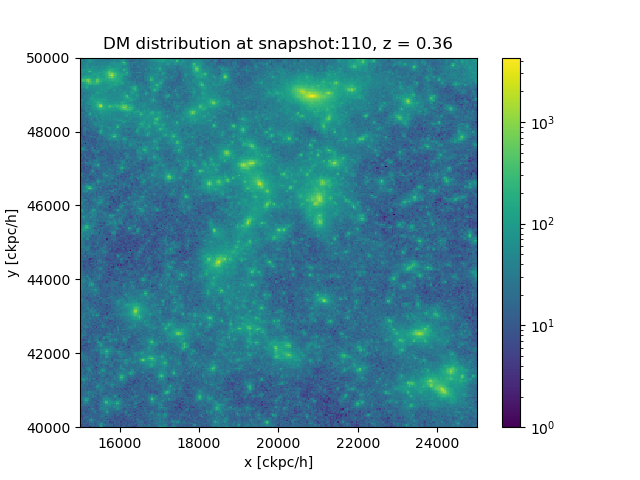 DM distribution at snapshot:110, z = 0.36
50000
48000
46000
44000
42000
40000
y [ckpc/h]
16000 18000 20000 22000 24000
x [ckpc/h]
10³
10²
10¹
10⁰